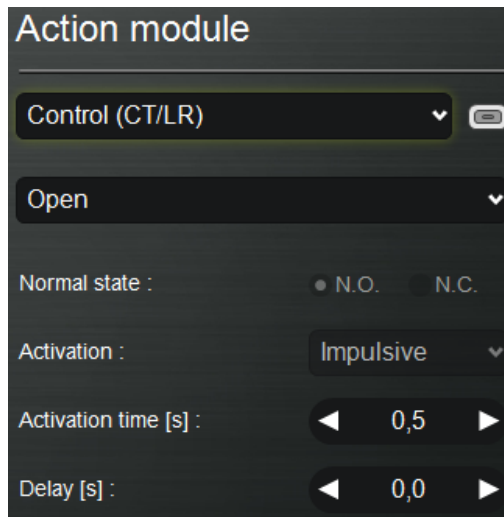 Action module
Control (CT/LR)
Open
Normal state : N.O. N.C.
Activation : Impulsive
Activation time [s] : 0,5
Delay [s] : 0,0